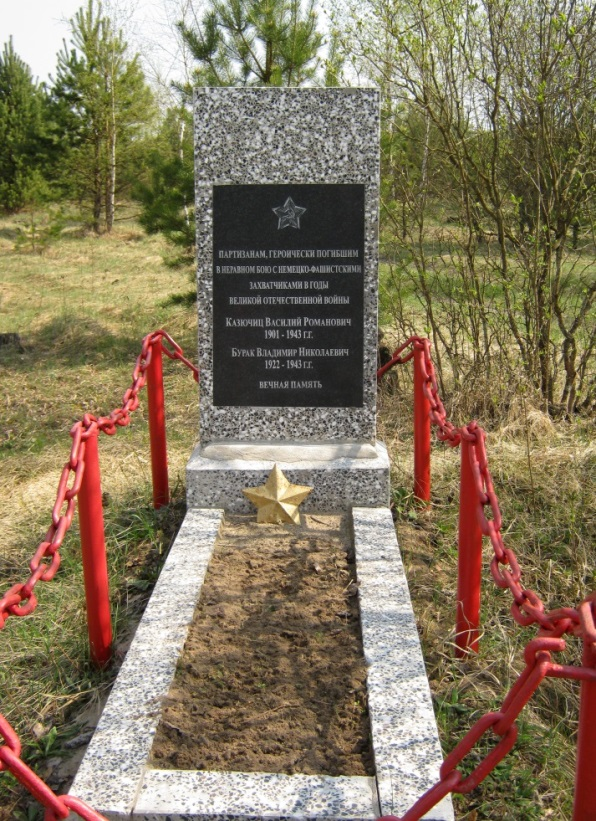 ПАРТИЗАНАМ, ГЕРОИЧЕСКИ ПОГИБШИМ
В НЕРАВНОМ БОЮ С НЕМЕЦКО-ФАШИСТСКИМИ
ЗАХВАТЧИКАМИ В ГОДЫ
ВЕЛИКОЙ ОТЕЧЕСТВЕННОЙ ВОЙНЫ
КАЗЮЧИЦ ВАСИЛИЙ РОМАНОВИЧ
1901 - 1943 Г.Г.
БУРАК ВЛАДИМИР НИКОЛАЕВИЧ
1922 - 1943 Г.Г.
ВЕЧНАЯ ПАМЯТЬ